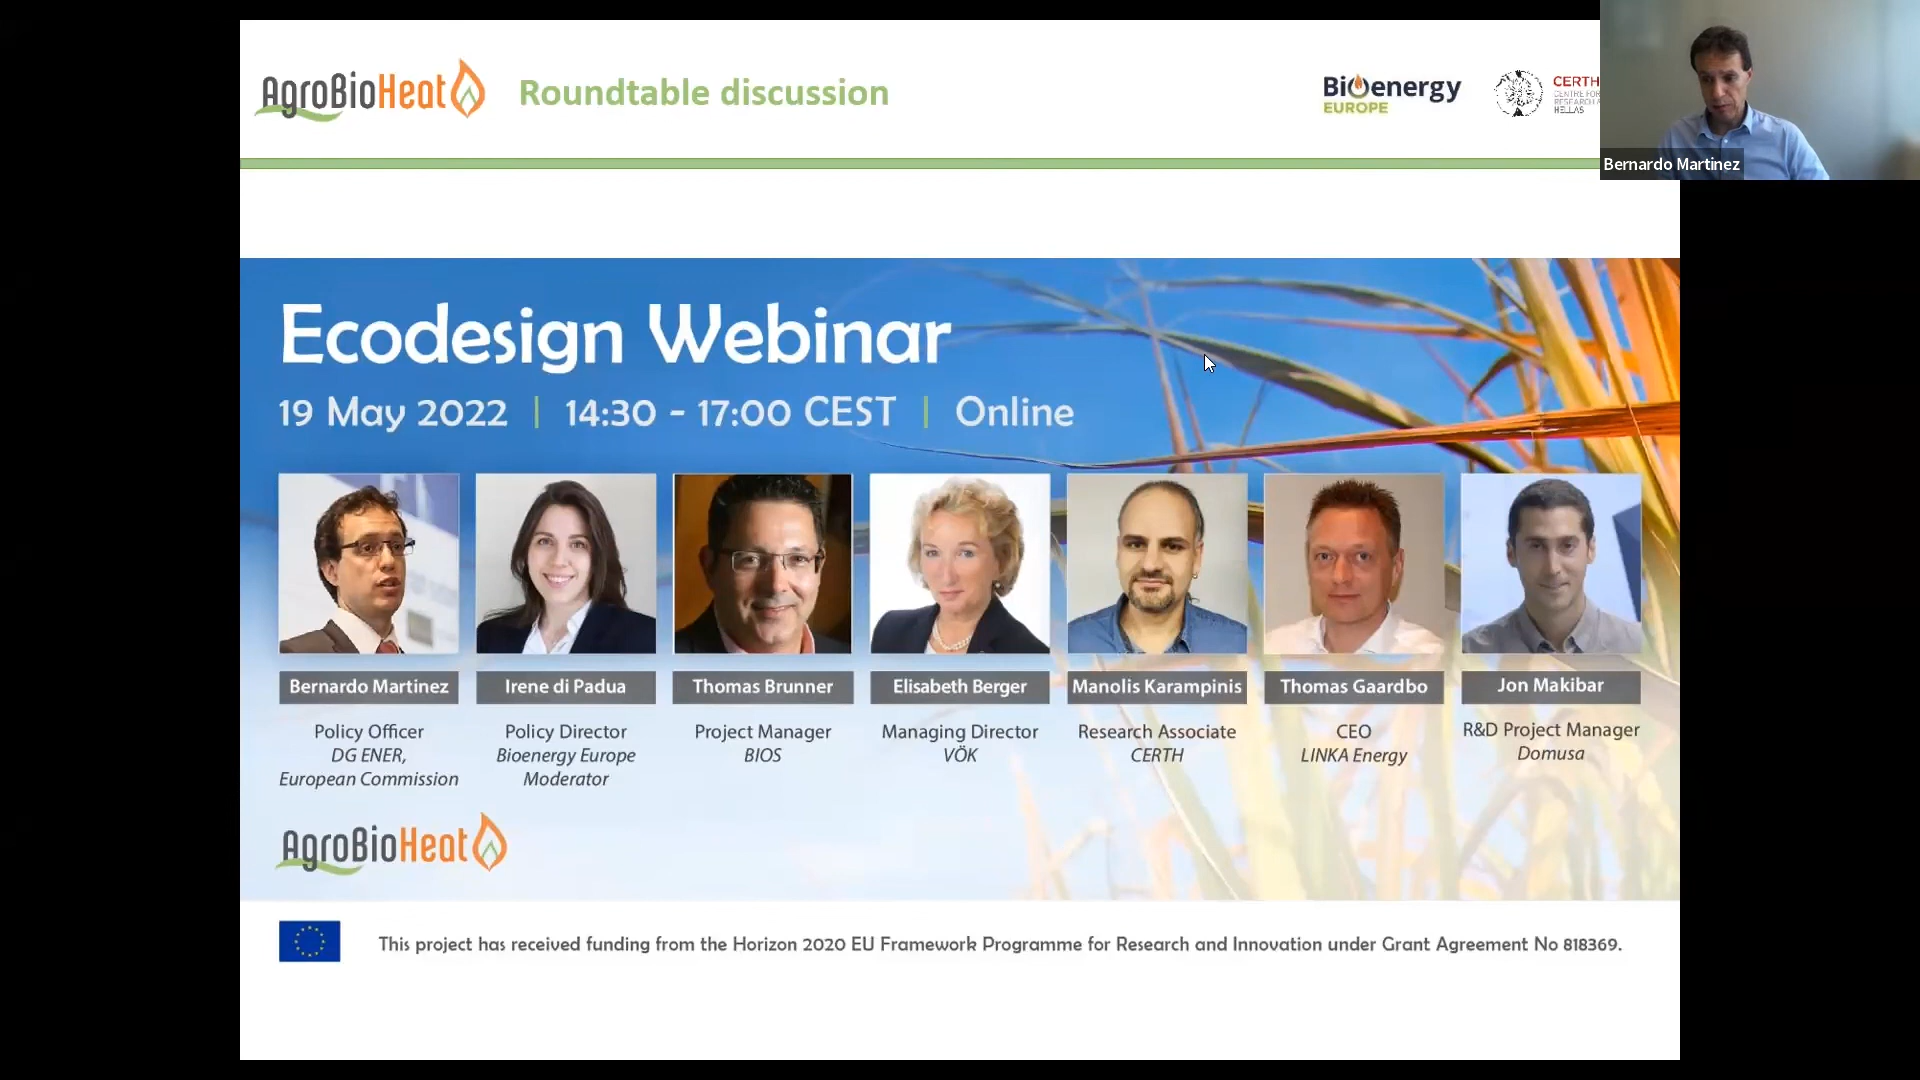 AgroBioHeat
Roundtable discussion
Bioenergy
EUROPE
CERTH
CENTRE FOR
HELLAS
Bernardo Martinez
Ecodesign Webinar
19 May 2022 | 14:30 - 17:00 CEST | Online
Bernardo Martinez
Policy Officer
DG ENER,
European Commission
Irene di Padua
Policy Director
Bioenergy Europe
Moderator
Thomas Brunner
Project Manager
BIOS
Elisabeth Berger
Managing Director
VÖK
Manolis Karampinis
Research Associate
CERTH
Thomas Gaardbo
CEO
LINKA Energy
Jon Makibar
R&D Project Manager
Domusa
AgroBioHeat
This project has received funding from the Horizon 2020 EU Framework Programme for Research and Innovation under Grant Agreement No 818369.